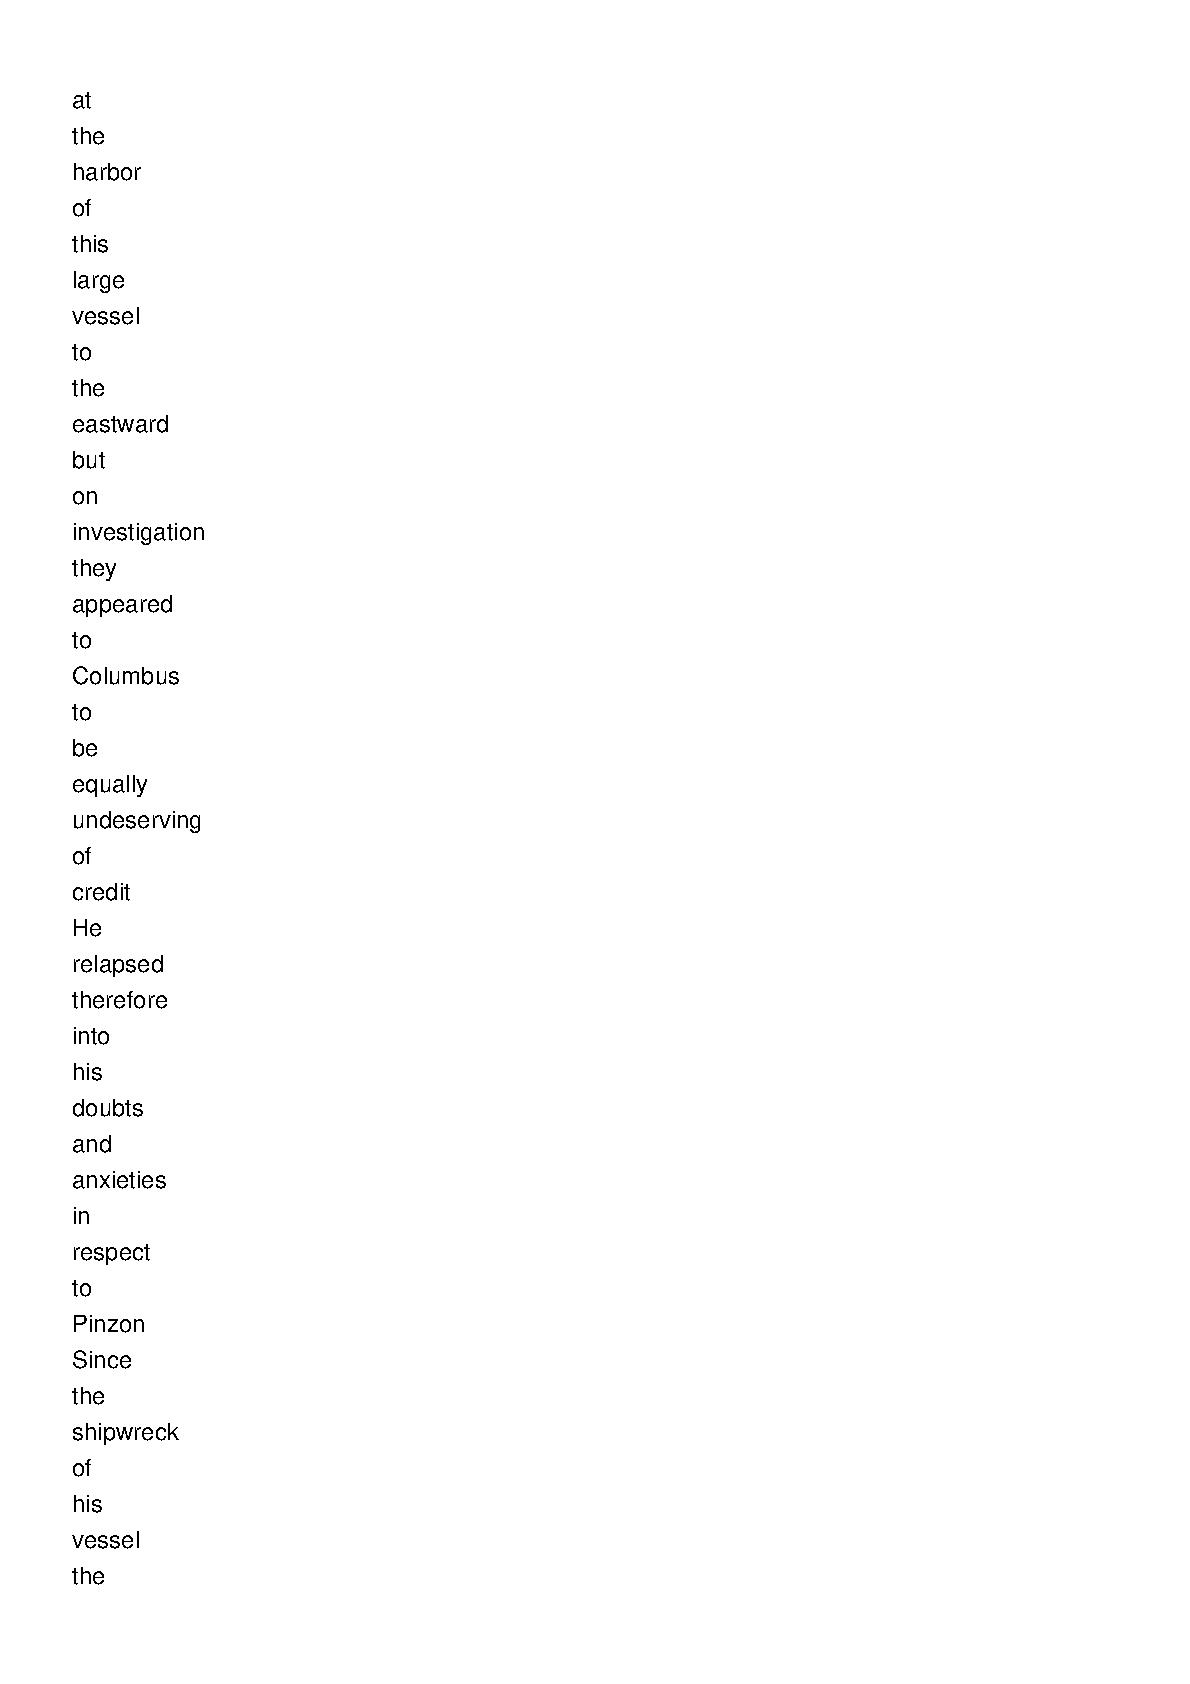 at
the
harbor
of
this
large
vessel
to
the
eastward
but
on
investigation
they
appeared
to
Columbus
to
be
equally
undeserving
of
credit
He
relapsed
therefore
into
his
doubts
and
anxieties
in
respect
to
Pinzon
Since
the
shipwreck
of
his
vessel
the